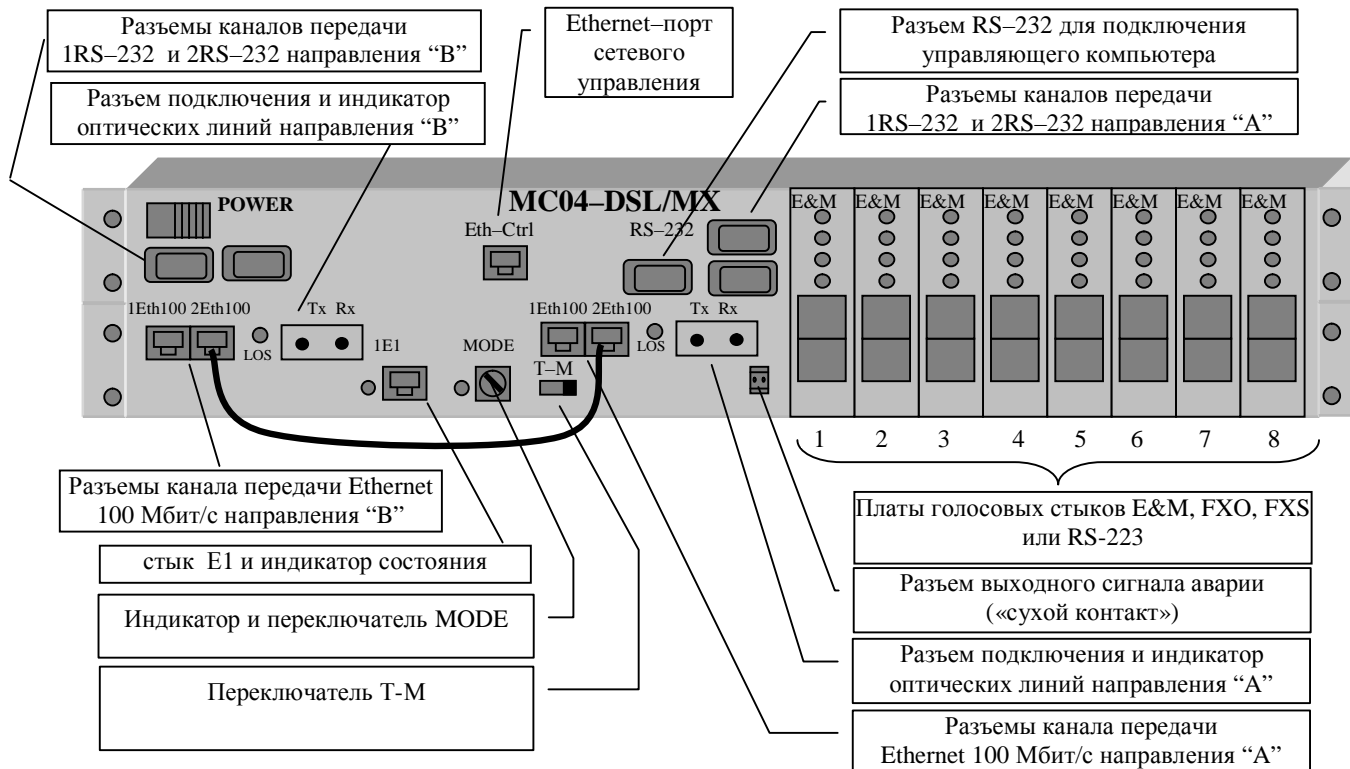 Разъемы каналов передачи
1RS–232 и 2RS–232 направления “B”
Разъем подключения и индикатор
оптических линий направления “B”
Ethernet–порт
сетевого
управления
Разъем RS–232 для подключения
управляющего компьютера
Разъемы каналов передачи
1RS–232 и 2RS–232 направления “A”
POWER
MC04–DSL/MX
Eth–Ctrl
RS–232
E&M E&M E&M E&M E&M E&M E&M E&M
1Eth100 2Eth100
LOS
Tx Rx
1E1
MODE
1Eth100 2Eth100
LOS
Tx Rx
T–M
1 2 3 4 5 6 7 8
Разъемы канала передачи Ethernet
100 Мбит/с направления “B”
стык E1 и индикатор состояния
Индикатор и переключатель MODE
Переключатель T-M
Платы голосовых стыков E&M, FXO, FXS
или RS-223
Разъем выходного сигнала аварии
(«сухой контакт»)
Разъем подключения и индикатор
оптических линий направления “A”
Разъемы канала передачи
Ethernet 100 Мбит/с направления “A”